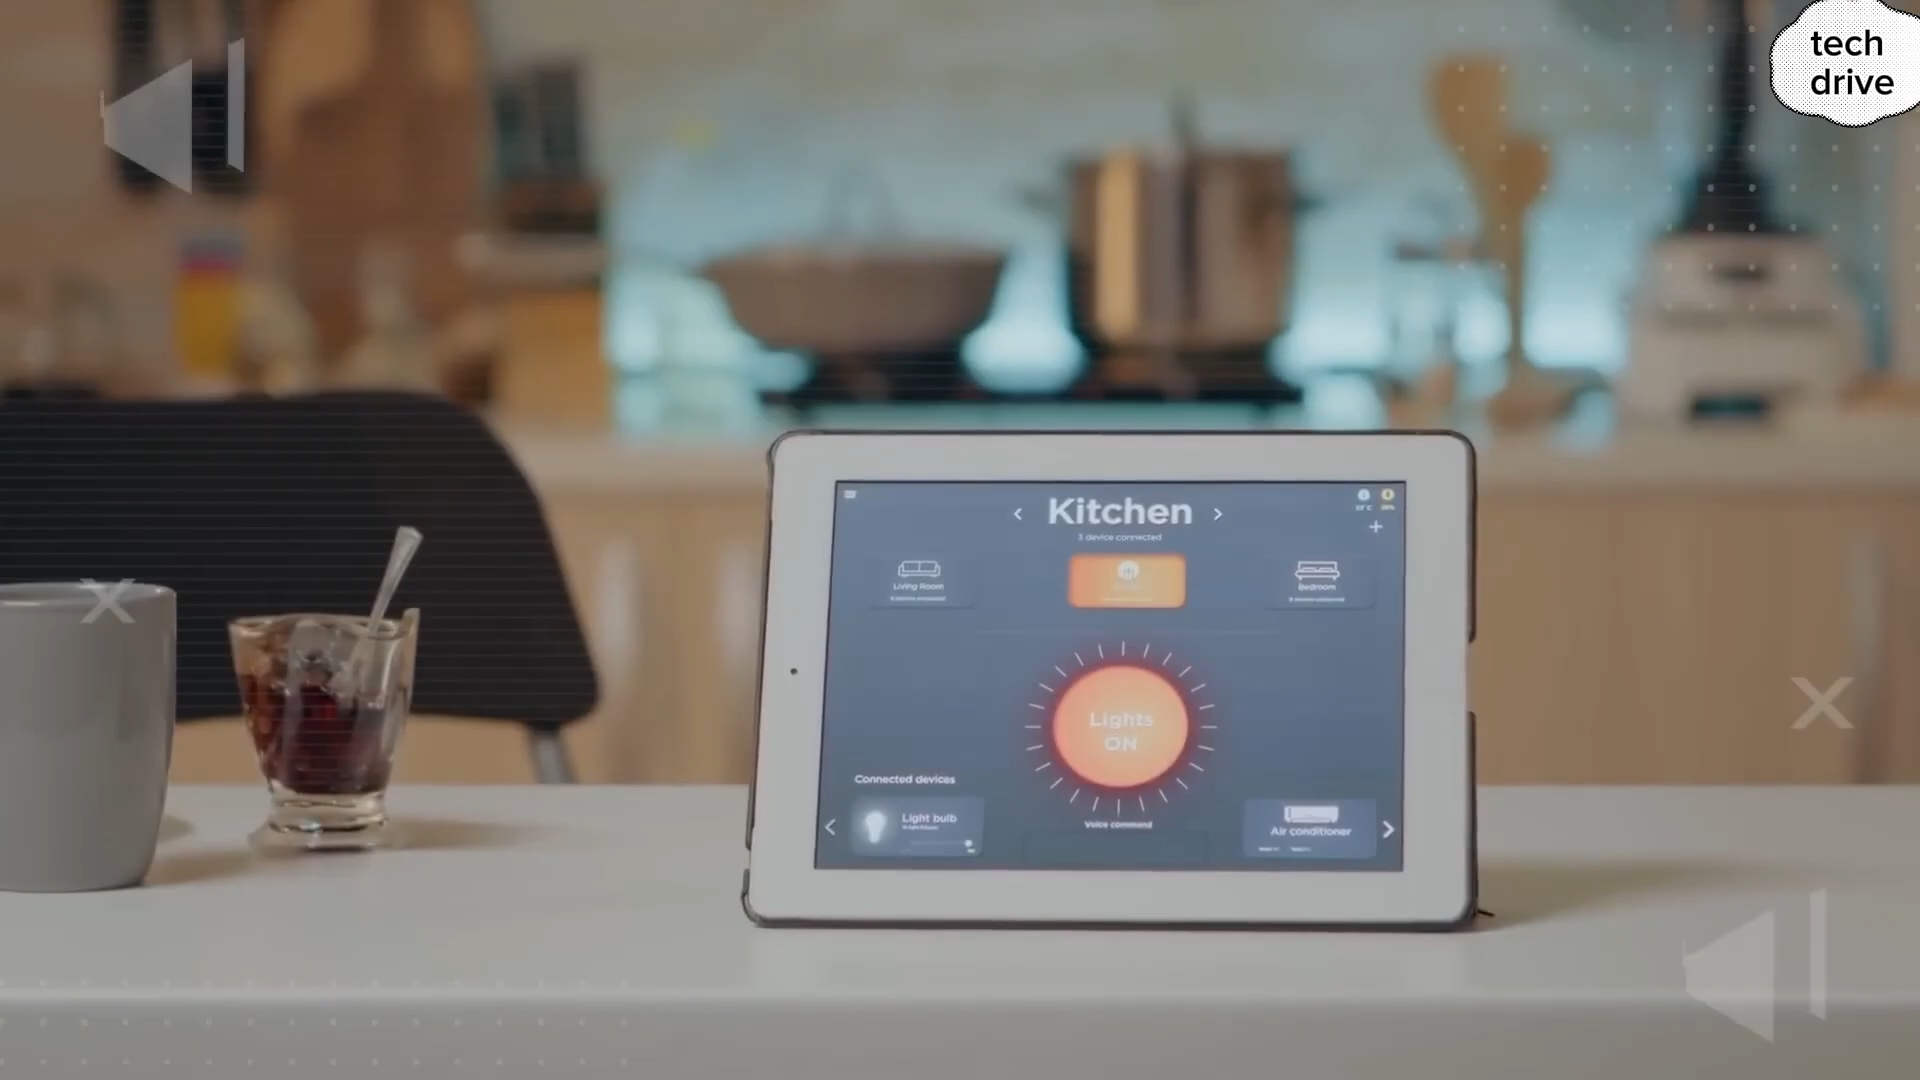 tech
drive
Kitchen
3 device connected
Living Room
Bedroom
Lights
ON
Connected devices
Light bulb
Voice command
Air conditioner